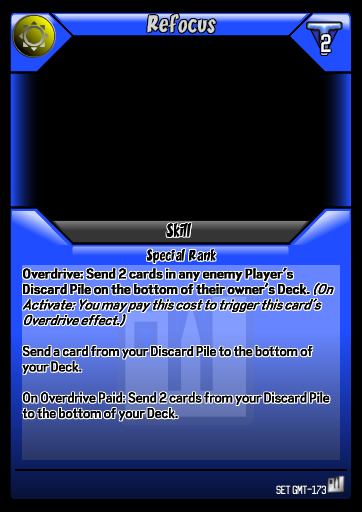 Refocus
2
Skill
Special Rank
Overdrive: Send 2 cards in any enemy Player's
Discard Pile on the bottom of their owner's Deck. (On
Activate: You may pay this cost to trigger this card's
Overdrive effect.)
Send a card from your Discard Pile to the bottom of
your Deck.
On Overdrive Paid: Send 2 cards from your Discard Pile
to the bottom of your Deck.
SET GMT-173